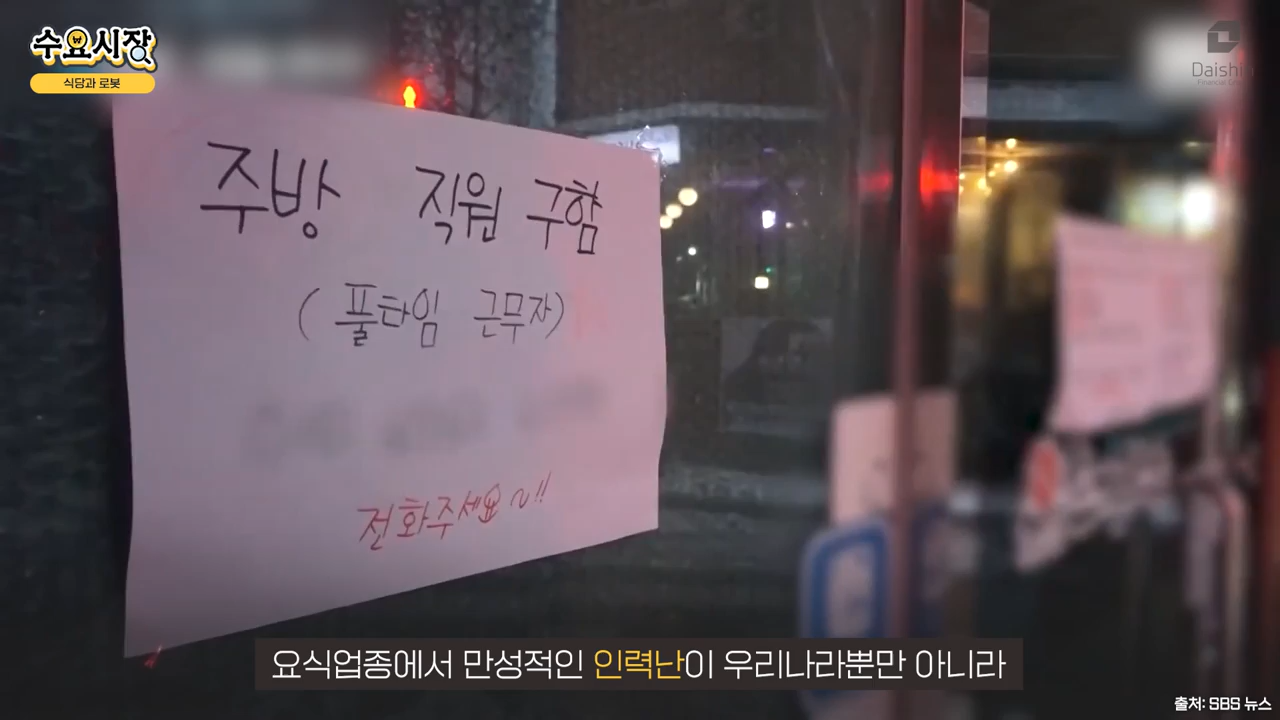 수요시장
식당과 로봇
Daishin
Financial
주방 직원 구함
(풀타임 근무자)
전화주세요~!!
요식업종에서 만성적인 인력난이 우리나라뿐만 아니라
출처: SBS 뉴스